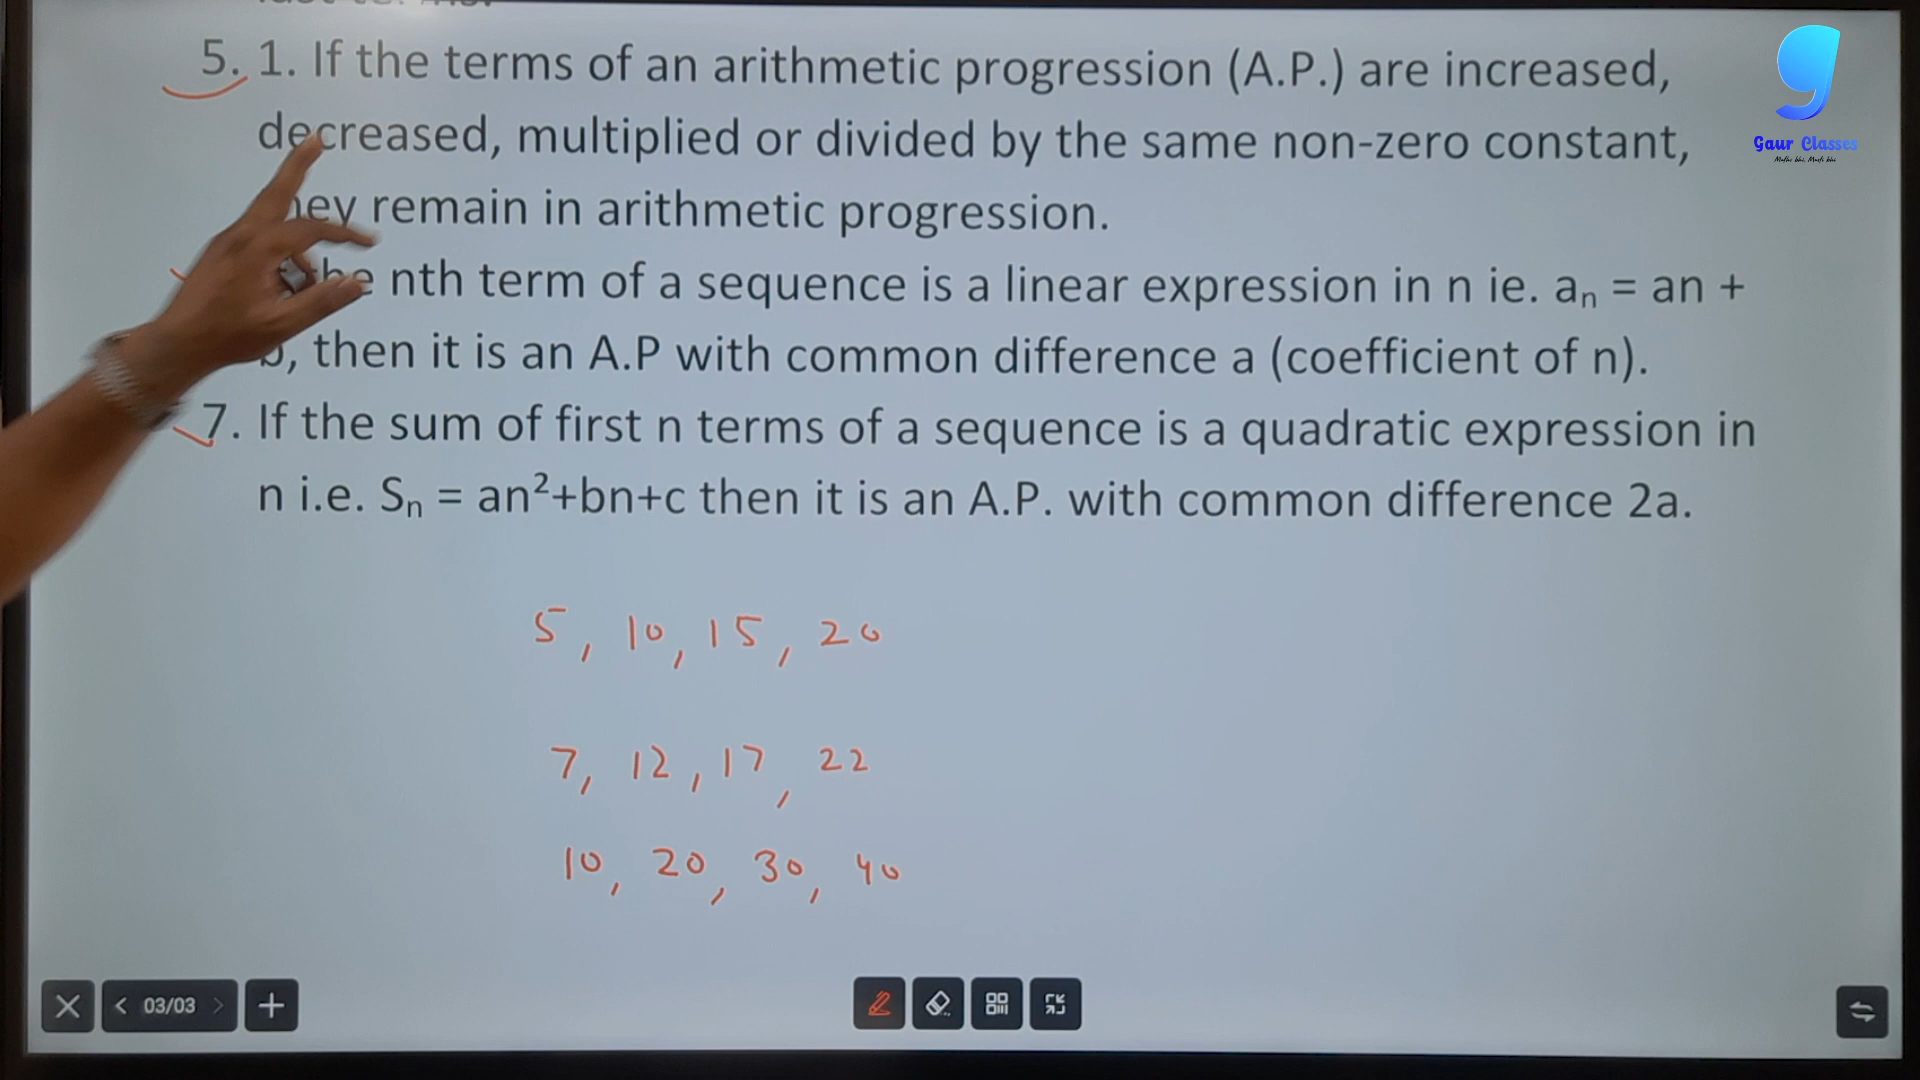 5. 1. If the terms of an arithmetic progression (A.P.) are increased,
decreased, multiplied or divided by the same non-zero constant,
remain in arithmetic progression.
nth term of a sequence is a linear expression in n ie. aₙ = an +
b, then it is an A.P with common difference a (coefficient of n).
7. If the sum of first n terms of a sequence is a quadratic expression in
n i.e. Sₙ = an²+bn+c then it is an A.P. with common difference 2a.
5, 10, 15, 20
7, 12, 17, 22
10, 20, 30, 40
03/03
Gaur Classes